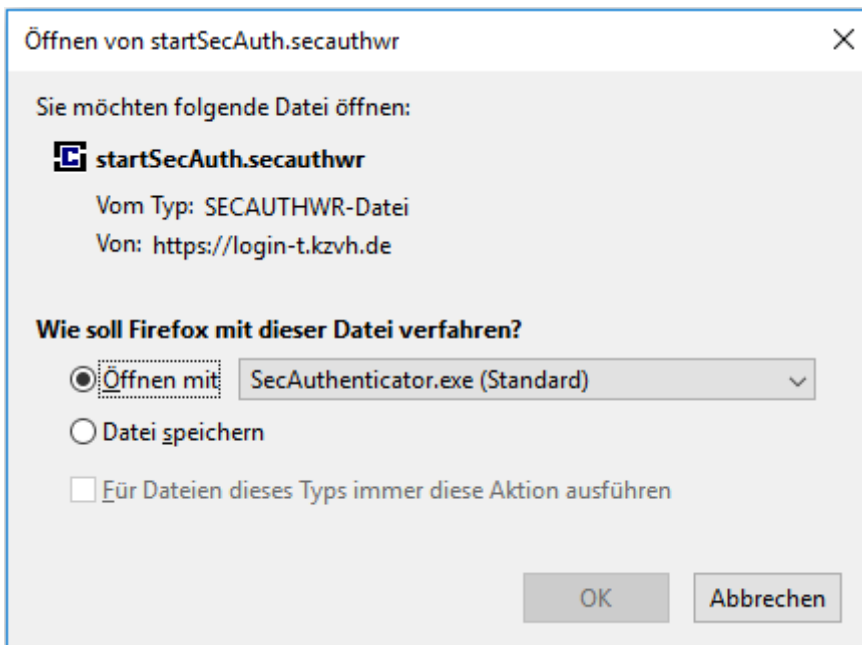 Öffnen von startSecAuth.secauthwr
Sie möchten folgende Datei öffnen:
startSecAuth.secauthwr
Vom Typ: SECAUTHWR-Datei
Von: https://login-t.kzvh.de
Wie soll Firefox mit dieser Datei verfahren?
Öffnen mit SecAuthenticator.exe (Standard)
Datei speichern
Für Dateien dieses Typs immer diese Aktion ausführen
OK Abbrechen